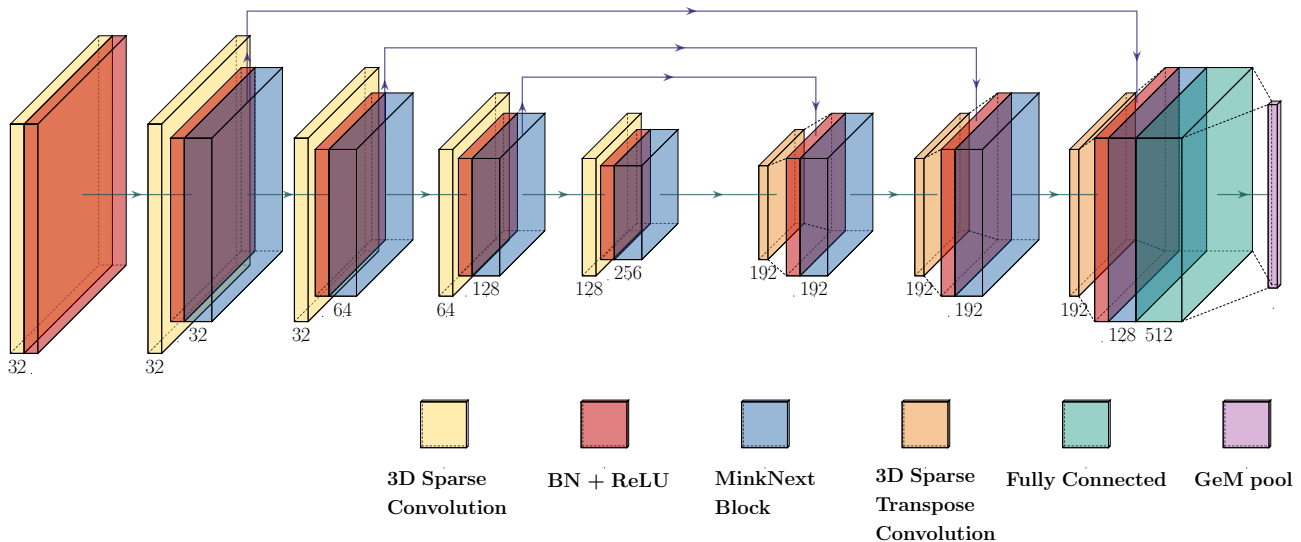 32
32
32
32
64
64
128
128
256
192
192
192
192
192
128
512
3D Sparse
Convolution
BN + ReLU
MinkNext
Block
3D Sparse
Transpose
Convolution
Fully Connected
GeM pool